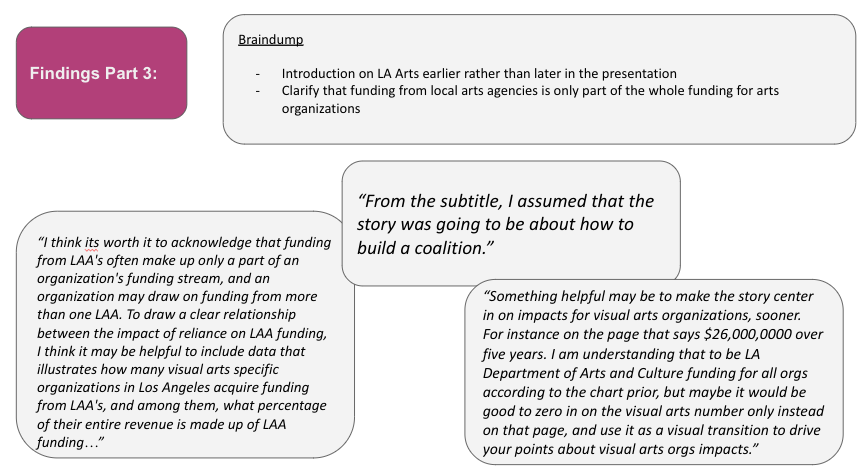 Findings Part 3:
Braindump
- Introduction on LA Arts earlier rather than later in the presentation
- Clarify that funding from local arts agencies is only part of the whole funding for arts
organizations
“From the subtitle, I assumed that the
story was going to be about how to
build a coalition.”
“I think its worth it to acknowledge that funding
from LAA's often make up only a part of an
organization's funding stream, and an
organization may draw on funding from more
than one LAA. To draw a clear relationship
between the impact of reliance on LAA funding,
I think it may be helpful to include data that
illustrates how many visual arts specific
organizations in Los Angeles acquire funding
from LAA's, and among them, what percentage
of their entire revenue is made up of LAA
funding…”
“Something helpful may be to make the story center
in on impacts for visual arts organizations, sooner.
For instance on the page that says $26,000,0000 over
five years. I am understanding that to be LA
Department of Arts and Culture funding for all orgs
according to the chart prior, but maybe it would be
good to zero in on the visual arts number only instead
on that page, and use it as a visual transition to drive
your points about visual arts orgs impacts.”